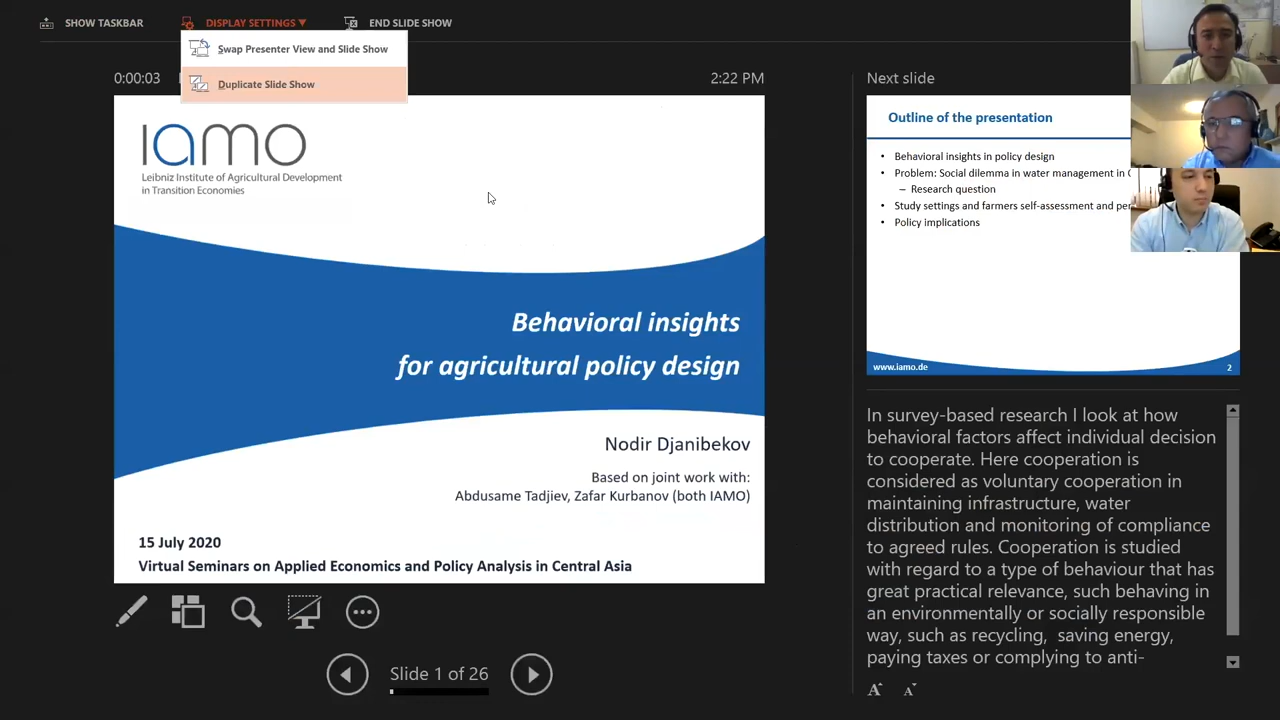 SHOW TASKBAR
DISPLAY SETTINGS ▼
END SLIDE SHOW
Swap Presenter View and Slide Show
Duplicate Slide Show
0:00:03
2:22 PM
iamo
Leibniz Institute of Agricultural Development
in Transition Economies
Behavioral insights
for agricultural policy design
Nodir Djanibekov
Based on joint work with:
Abdusame Tadjiev, Zafar Kurbanov (both IAMO)
15 July 2020
Virtual Seminars on Applied Economics and Policy Analysis in Central Asia
Slide 1 of 26
Next slide
Outline of the presentation
• Behavioral insights in policy design
• Problem: Social dilemma in water management in
– Research question
• Study settings and farmers self-assessment and
• Policy implications
www.iamo.de
2
In survey-based research I look at how
behavioral factors affect individual decision
to cooperate. Here cooperation is
considered as voluntary cooperation in
maintaining infrastructure, water
distribution and monitoring of compliance
to agreed rules. Cooperation is studied
with regard to a type of behaviour that has
great practical relevance, such behaving in
an environmentally or socially responsible
way, such as recycling, saving energy,
paying taxes or complying to anti-
A A